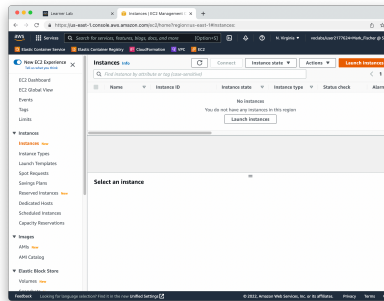 Learner Lab
Instances | EC2 Management
https://us-east-1.console.aws.amazon.com/ec2/home?region=us-east-1#Instances:
aws
Services
Search for services, features, blogs, docs, and more
[Option+S]
N. Virginia
Elastic Container Service
Elastic Container Registry
CloudFormation
VPC
EC2
New EC2 Experience
Tell us what you think
EC2 Dashboard
EC2 Global View
Events
Tags
Limits
Instances
Instances New
Instance Types
Launch Templates
Spot Requests
Savings Plans
Reserved Instances New
Dedicated Hosts
Scheduled Instances
Capacity Reservations
Images
AMIs New
AMI Catalog
Elastic Block Store
Volumes New
Instances Info
Connect
Instance state
Actions
Launch instances
Find instance by attribute or tag (case-sensitive)
1
Name
Instance ID
Instance state
Instance type
Status check
Alarm
No instances
You do not have any instances in this region
Launch instances
Select an instance
Feedback
Looking for language selection? Find it in the new Unified Settings
© 2022, Amazon Web Services, Inc. or its affiliates.
Privacy
Terms